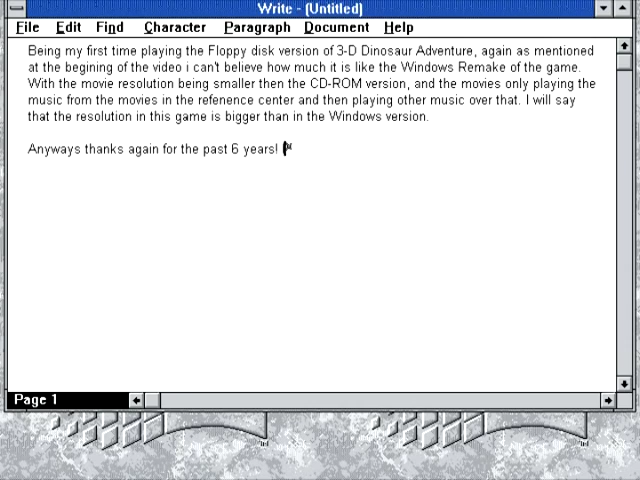 Write - (Untitled)
File Edit Find Character Paragraph Document Help
Being my first time playing the Floppy disk version of 3-D Dinosaur Adventure, again as mentioned
at the begining of the video i can't believe how much it is like the Windows Remake of the game.
With the movie resolution being smaller then the CD-ROM version, and the movies only playing the
music from the movies in the reference center and then playing other music over that. I will say
that the resolution in this game is bigger than in the Windows version.
Anyways thanks again for the past 6 years!
Page 1